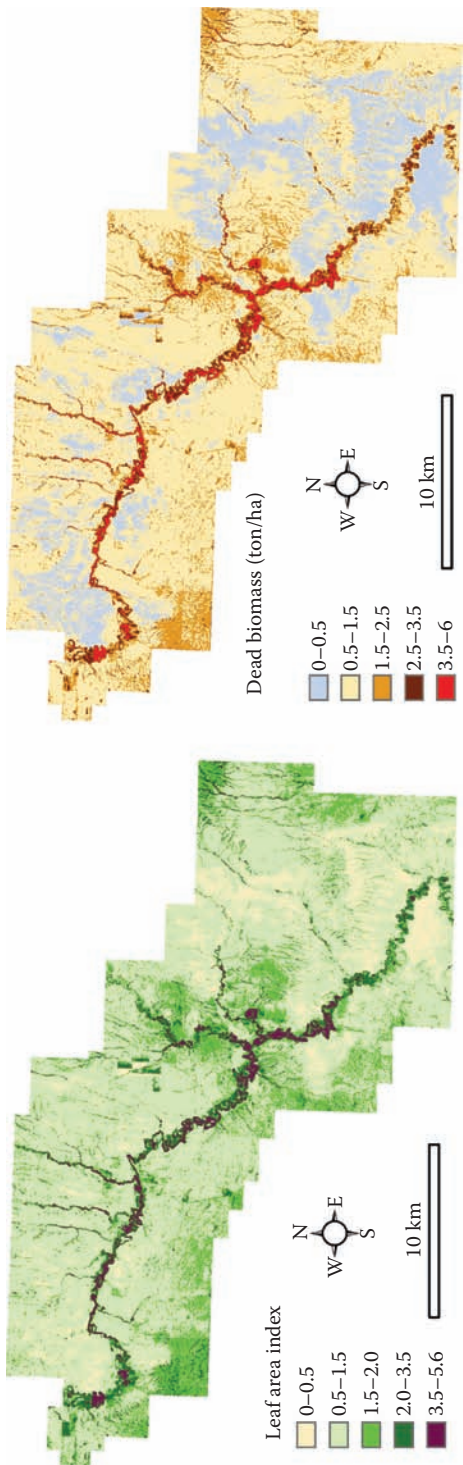 Dead biomass (ton/ha)
0–0.5
0.5–1.5
1.5–2.5
2.5–3.5
3.5–6
N
W
E
S
10 km
Leaf area index
0–0.5
0.5–1.5
1.5–2.0
2.0–3.5
3.5–5.6
N
W
E
S
10 km